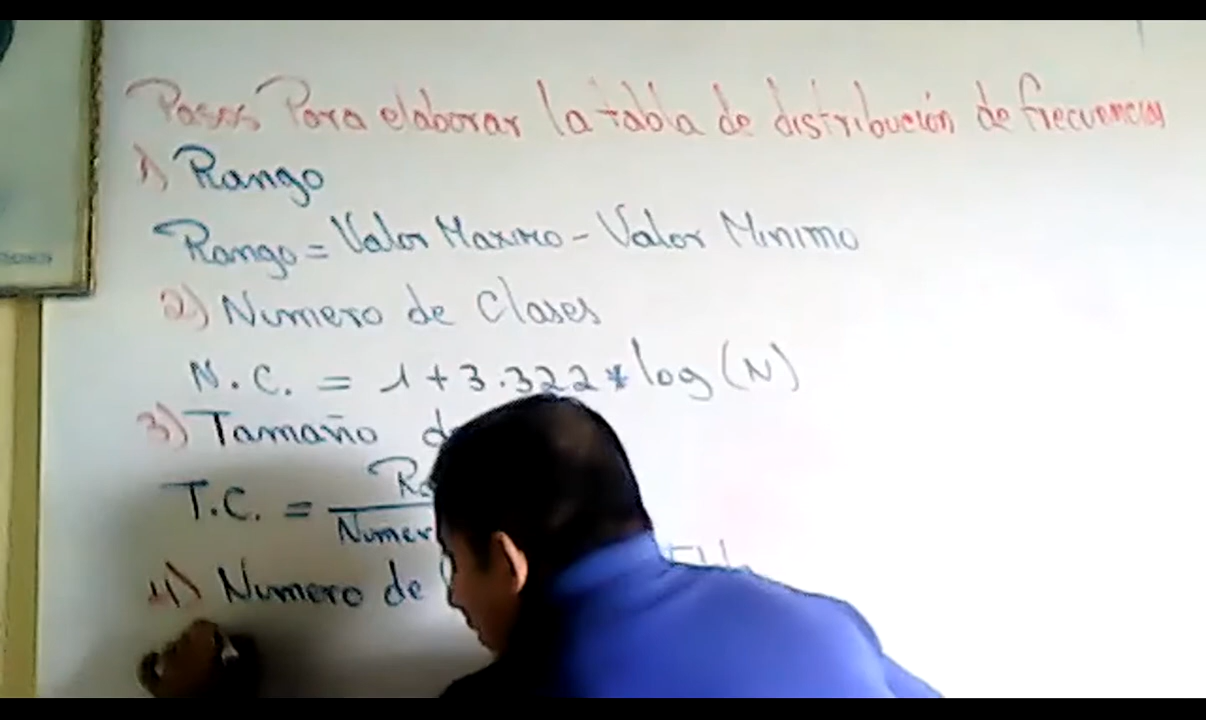 Pasos Para elaborar la tabla de distribución de frecuencias
1) Rango
Rango = Valor Maximo - Valor Minimo
2) Numero de Clases
N.C. = 1 + 3.322 * log (N)
3) Tamaño
T.C. =
4) Numero de